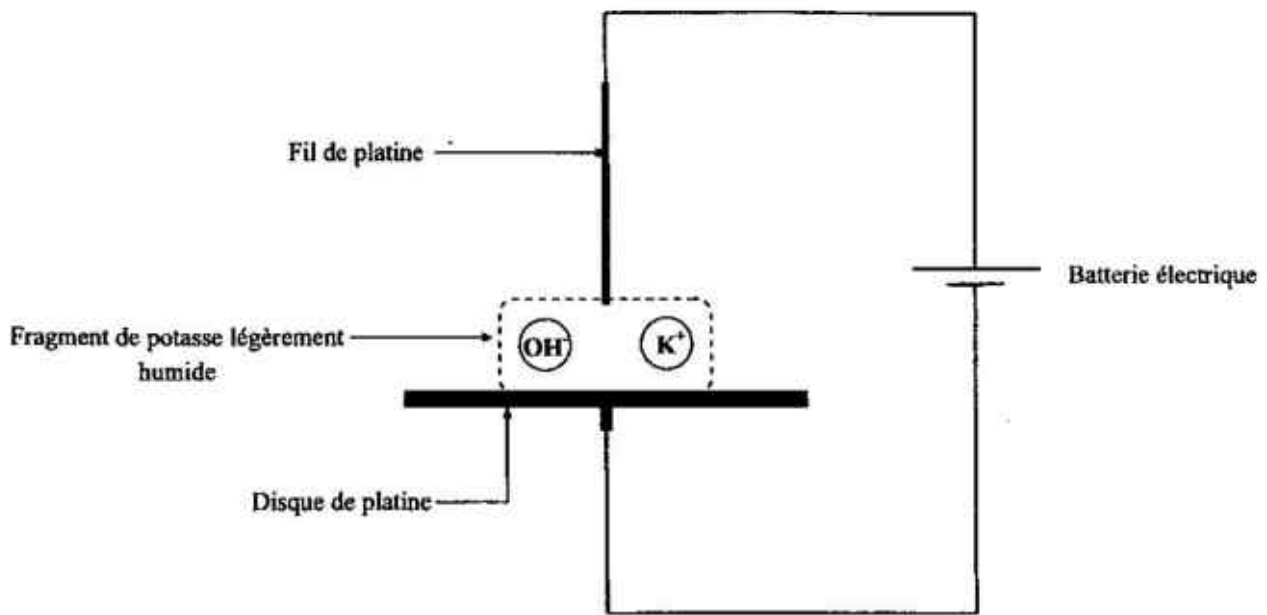 Fil de platine
Batterie électrique
Fragment de potasse légèrement
humide
OH⁻
K⁺
Disque de platine